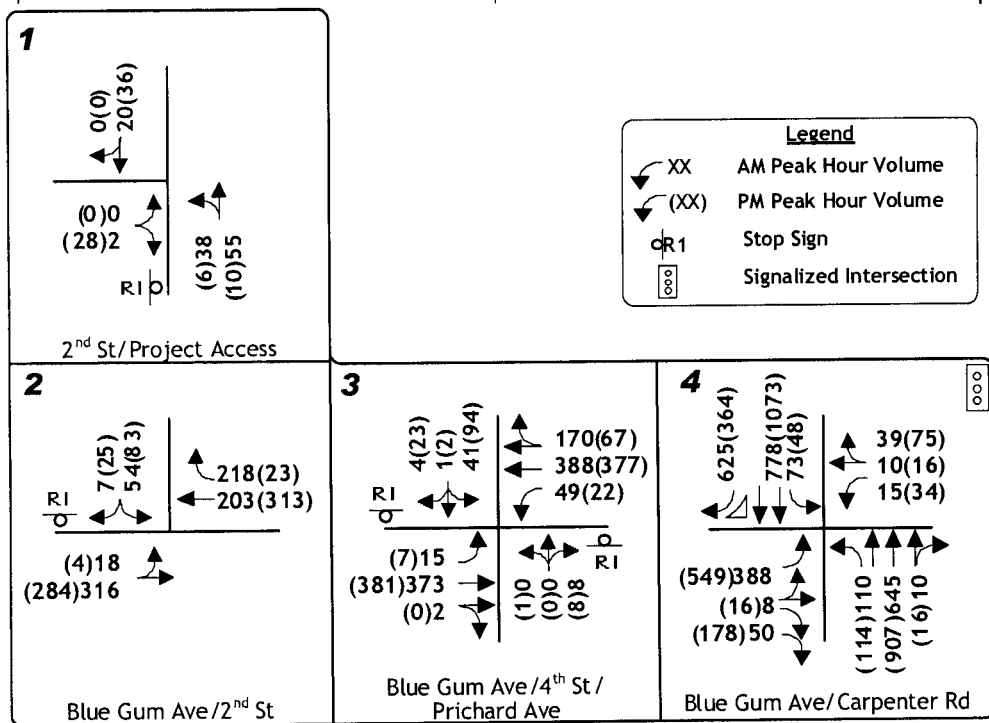 1
0(0)
20(36)
(0)0
(28)2
R1
(6)38
(10)55
2nd St/Project Access
Legend
XX AM Peak Hour Volume
(XX) PM Peak Hour Volume
R1 Stop Sign
Signalized Intersection
2
7(25)
54(83)
218(23)
203(313)
R1
(4)18
(284)316
Blue Gum Ave/2nd St
3
4(23)
1(2)
41(94)
170(67)
388(377)
49(22)
R1
(7)15
(381)373
(0)2
(1)0
(0)0
(8)8
R1
Blue Gum Ave/4th St/
Prichard Ave
4
625(364)
778(1073)
73(48)
39(75)
10(16)
15(34)
(549)388
(16)8
(178)50
(114)110
(907)645
(16)10
Blue Gum Ave/Carpenter Rd